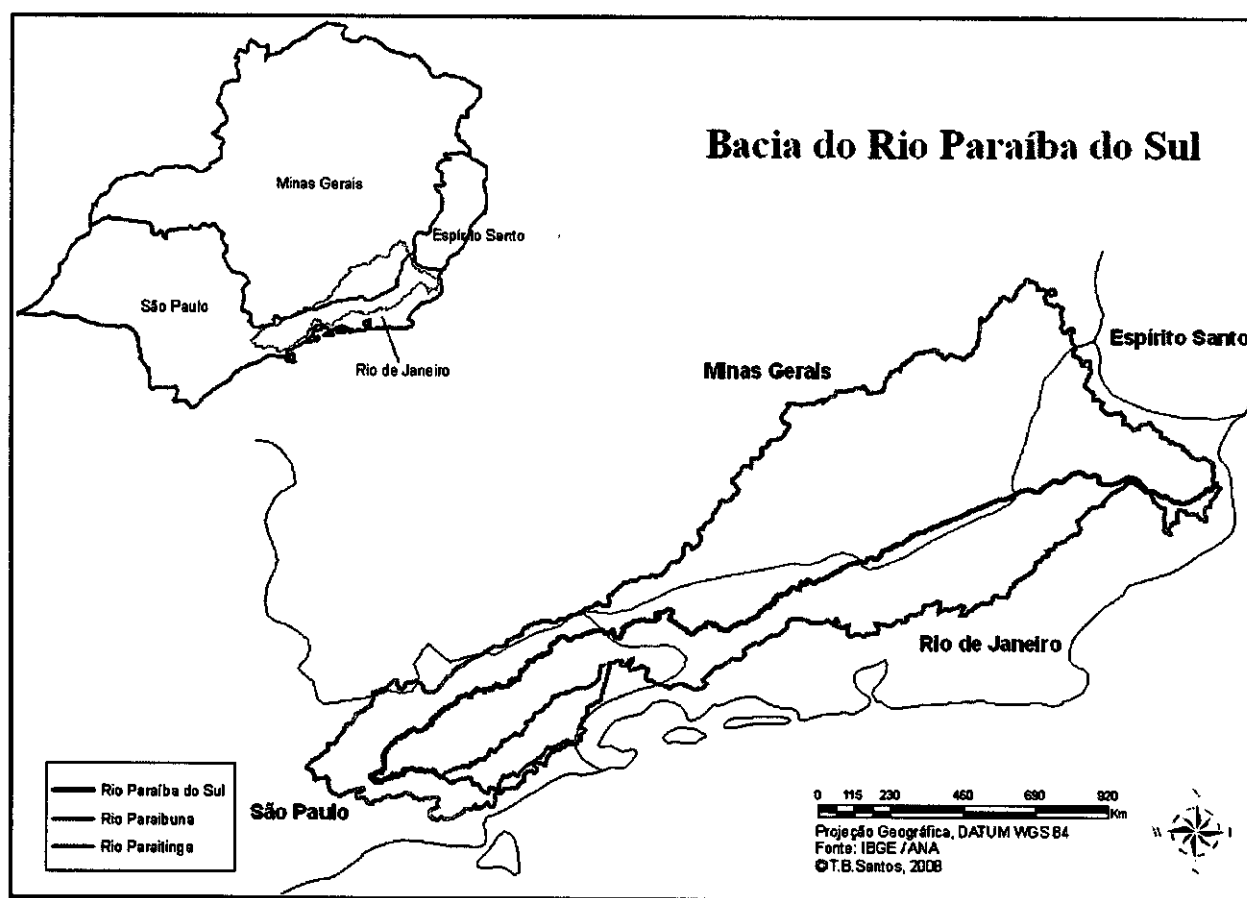 Bacia do Rio Paraíba do Sul
Minas Gerais
Espírito Santo
São Paulo
Rio de Janeiro
Espírito Santo
Minas Gerais
Rio de Janeiro
São Paulo
Rio Paraíba do Sul
Rio Paraibuna
Rio Paraitinga
0 115 230 460 690 920
Km
Projeção Geográfica, DATUM WGS 84
Fonte: IBGE / ANA
©T.B.Santos, 2008